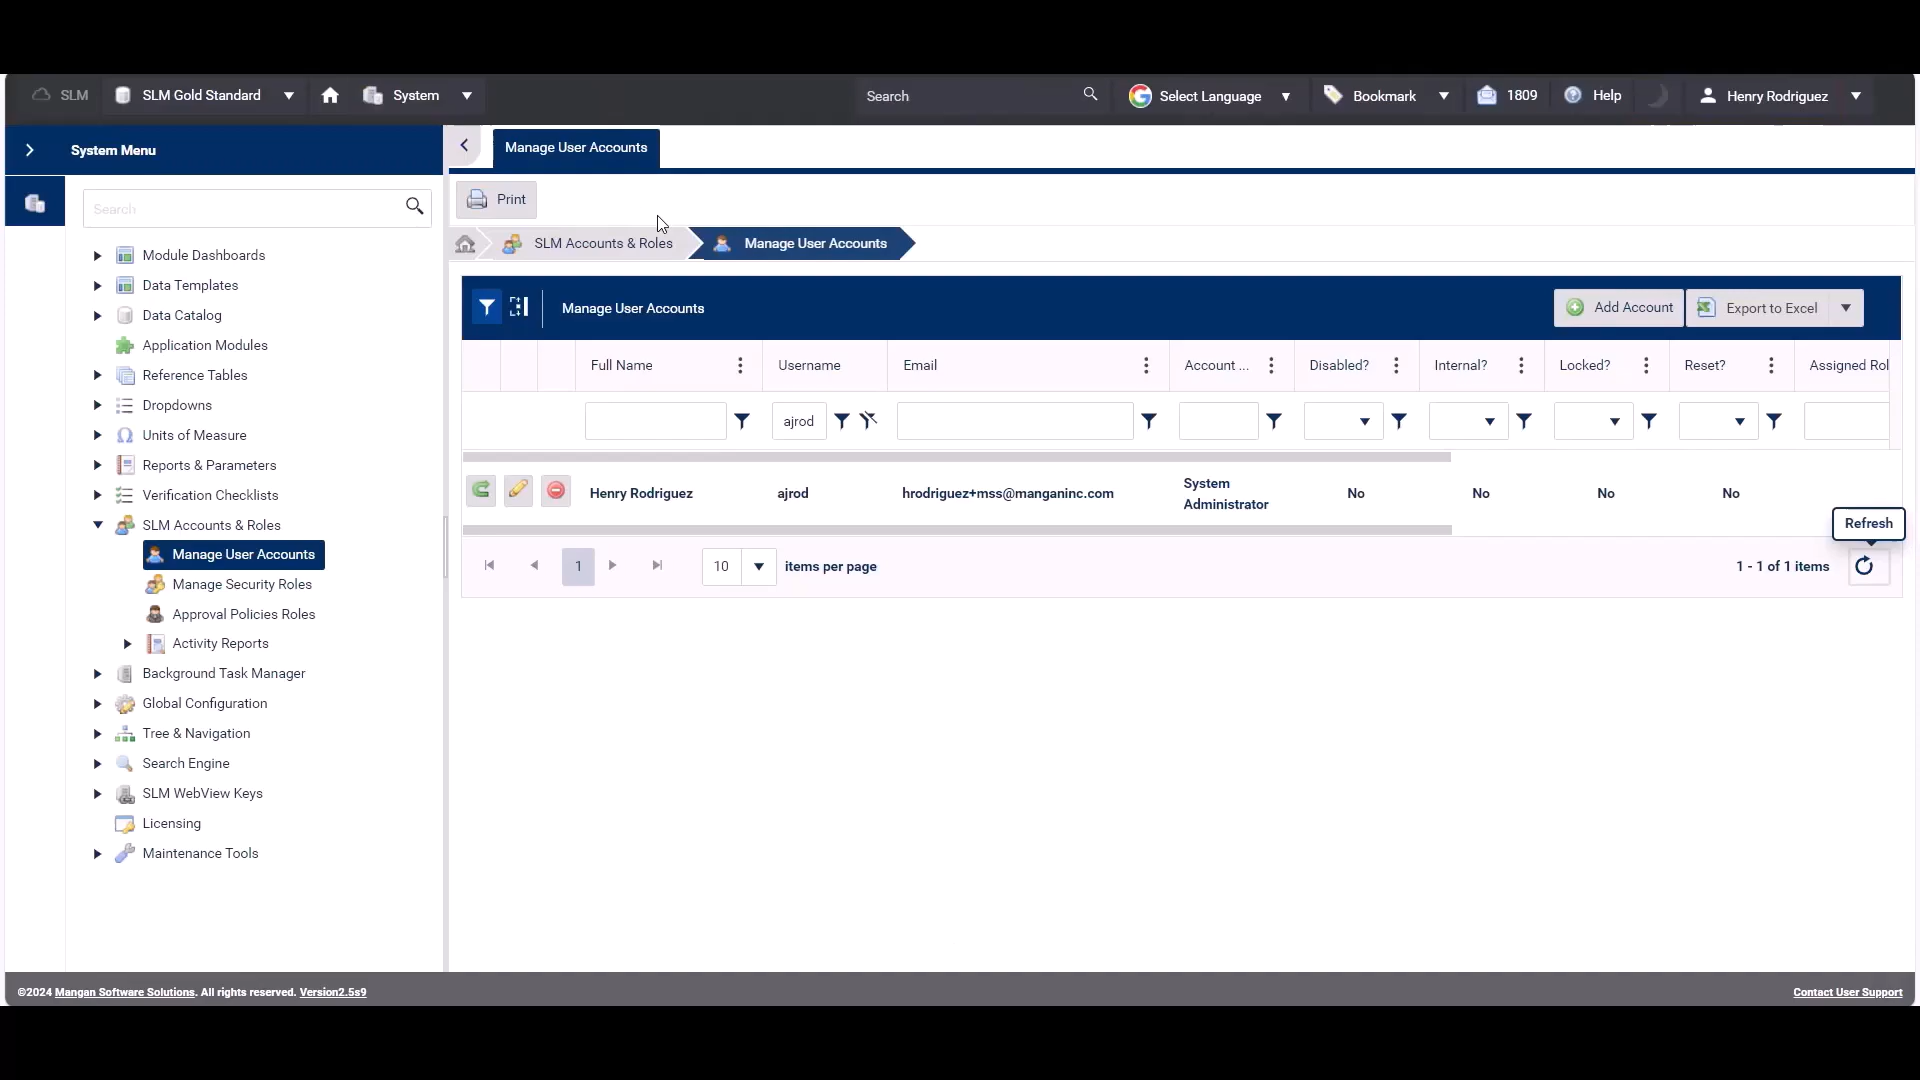 SLM
SLM Gold Standard
System
Search
Select Language
Bookmark
1809
Help
Henry Rodriguez
System Menu
Manage User Accounts
Search
Print
SLM Accounts & Roles
Manage User Accounts
Module Dashboards
Data Templates
Data Catalog
Application Modules
Reference Tables
Dropdowns
Units of Measure
Reports & Parameters
Verification Checklists
SLM Accounts & Roles
Manage User Accounts
Manage Security Roles
Approval Policies Roles
Activity Reports
Background Task Manager
Global Configuration
Tree & Navigation
Search Engine
SLM WebView Keys
Licensing
Maintenance Tools
Manage User Accounts
Add Account
Export to Excel
Full Name
Username
Email
Account ...
Disabled?
Internal?
Locked?
Reset?
Assigned Rol
ajrod
Henry Rodriguez
ajrod
hrodriguez+mss@manganinc.com
System
Administrator
No
No
No
No
Refresh
1
10
items per page
1 - 1 of 1 items
©2024 Mangan Software Solutions. All rights reserved. Version2.5s9
Contact User Support